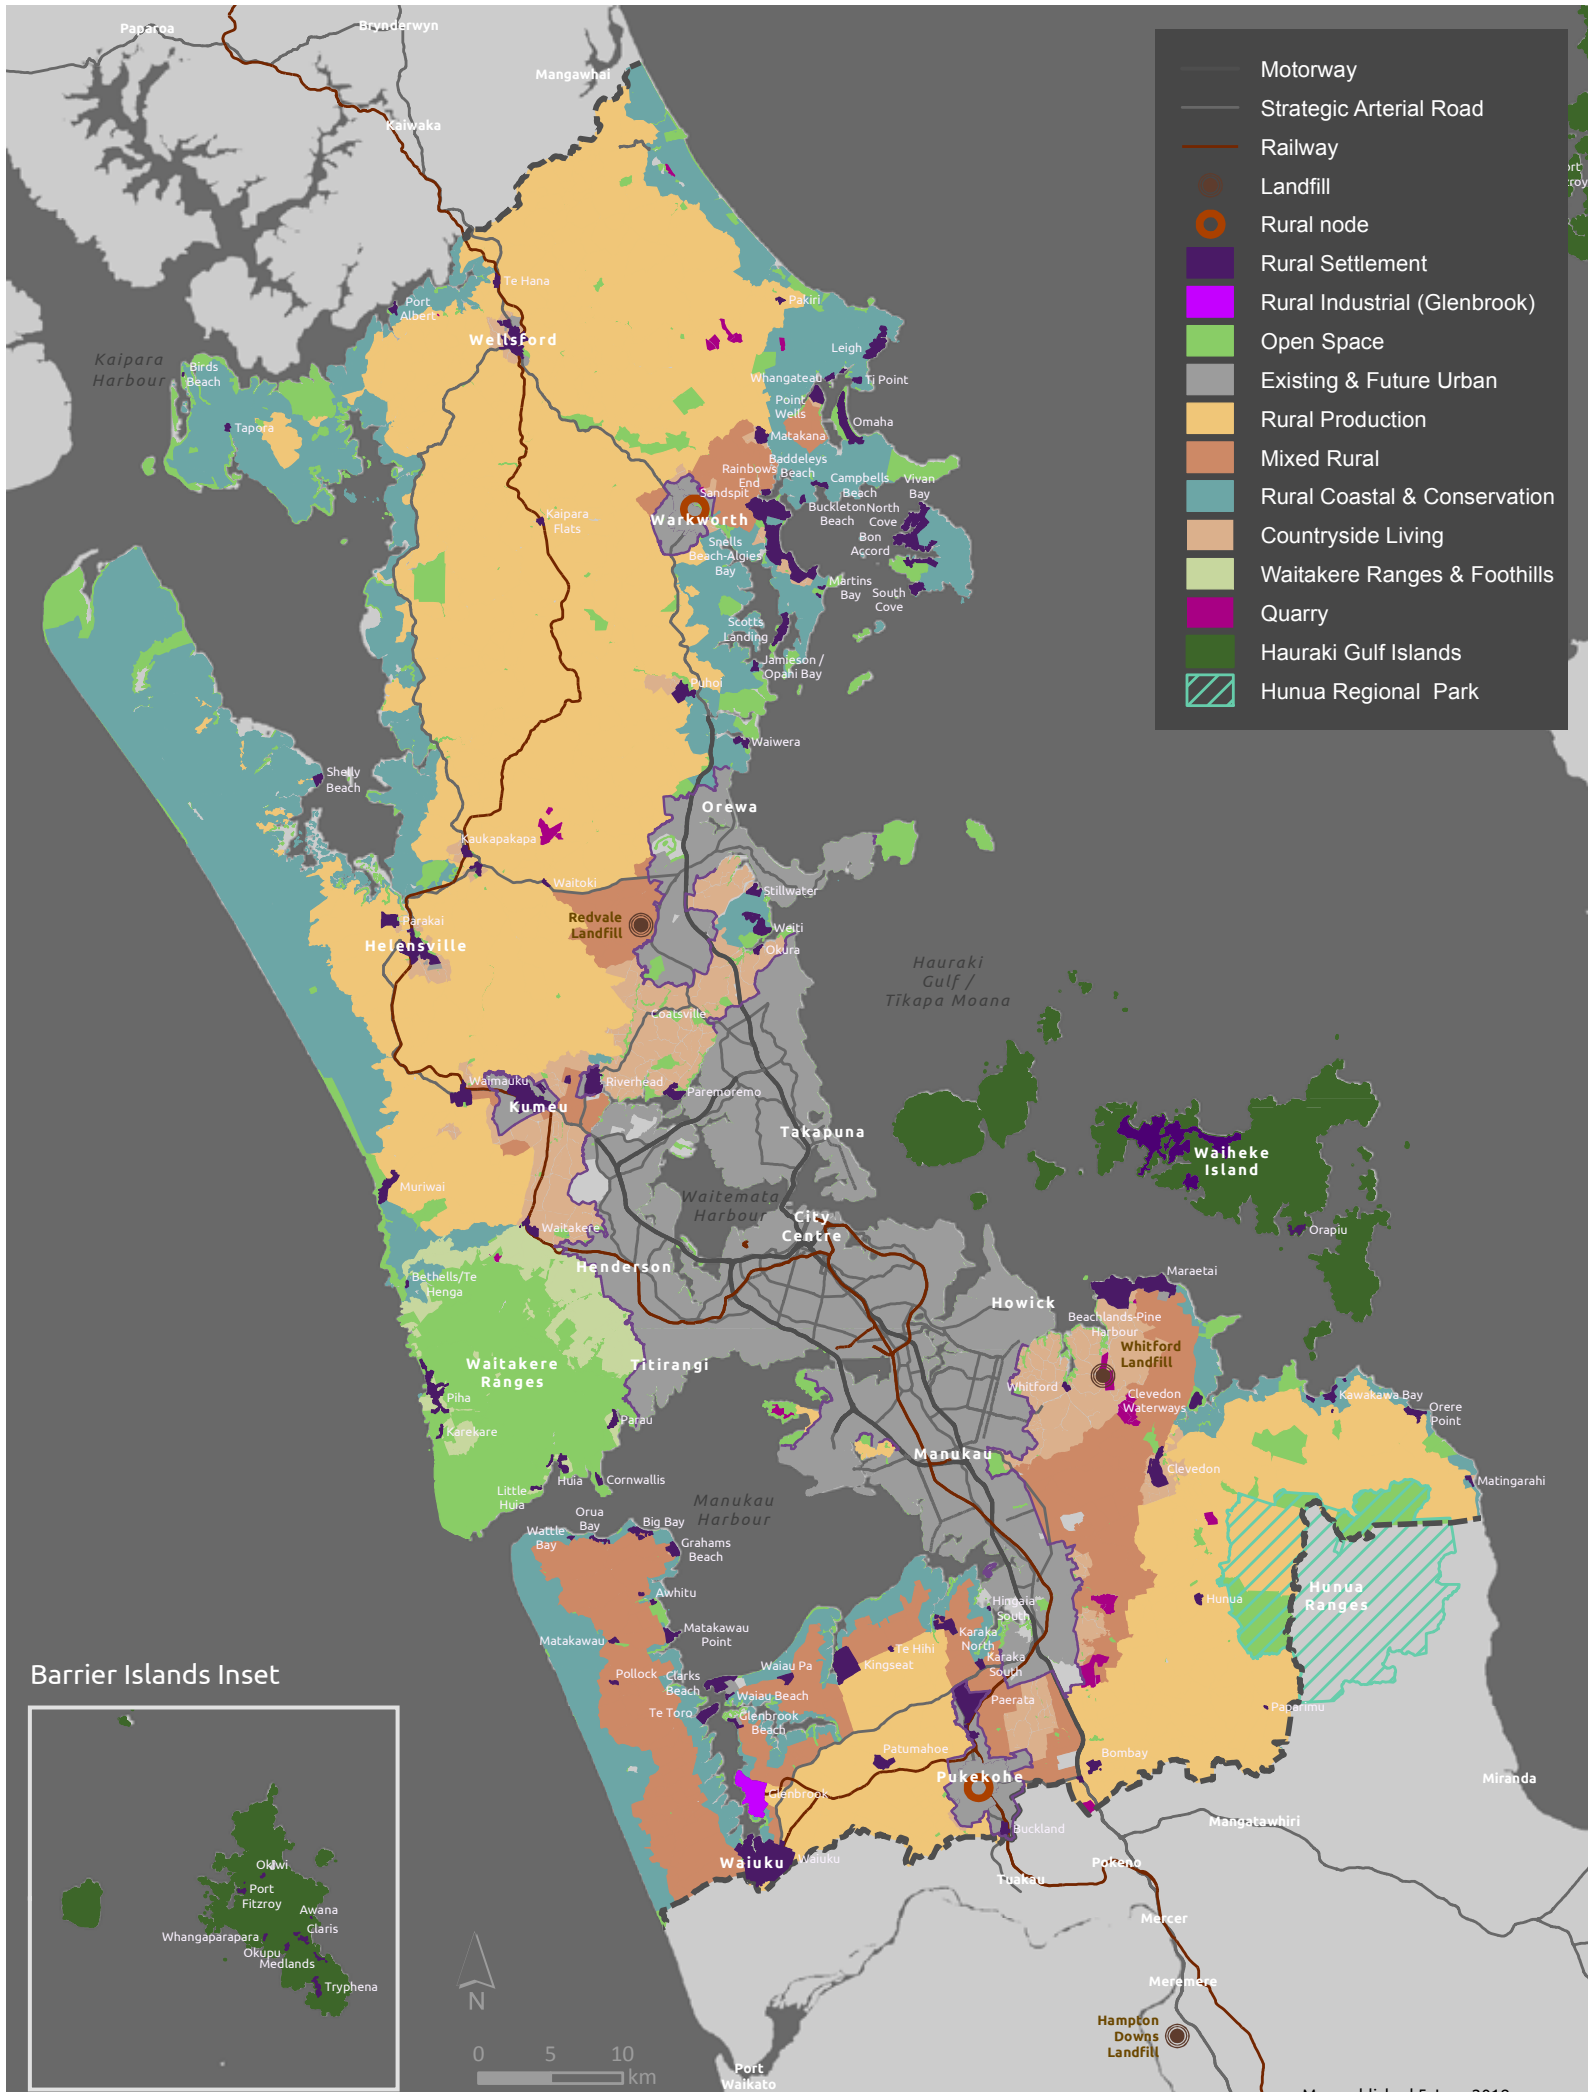 Paparoa
Brynderwyn
Mangawhai
Kaiwaka
Motorway
Strategic Arterial Road
Railway
Landfill
Rural node
Rural Settlement
Rural Industrial (Glenbrook)
Open Space
Existing & Future Urban
Rural Production
Mixed Rural
Rural Coastal & Conservation
Countryside Living
Waitakere Ranges & Foothills
Quarry
Hauraki Gulf Islands
Hunua Regional Park
Te Hana
Port
Albert
Wellsford
Pakiri
Leigh
Kaipara
Harbour
Birds
Beach
Whangateau
Ti Point
Point
Wells
Omaha
Tapora
Matakana
Baddeleys
Beach
Rainbows
End
Campbells
Beach
Vivan
Bay
Sandspit
Warkworth
Buckleton
Beach
North
Cove
Bon
Accord
Kaipara
Flats
Snells
Beach-Algies
Bay
Martins
Bay
South
Cove
Scotts
Landing
Jamieson /
Opahi Bay
Puhoi
Waiwera
Shelly
Beach
Orewa
Kaukapakapa
Waitoki
Stillwater
Redvale
Landfill
Weiti
Okura
Parakai
Helensville
Hauraki
Gulf /
Tīkapa Moana
Coatsville
Waimauku
Kumeu
Riverhead
Paremoremo
Takapuna
Waiheke
Island
Orapiu
Muriwai
Waitemata
Harbour
City
Centre
Waitakere
Henderson
Bethells/Te
Henga
Howick
Maraetai
Beachlands-Pine
Harbour
Whitford
Landfill
Waitakere
Ranges
Titirangi
Whitford
Clevedon
Waterways
Kawakawa Bay
Orere
Point
Piha
Karekare
Parau
Manukau
Clevedon
Matingarahi
Huia
Cornwallis
Little
Huia
Manukau
Harbour
Orua
Bay
Wattle
Bay
Big Bay
Grahams
Beach
Awhitu
Hunua
Ranges
Hunua
Hingaia
South
Matakawau
Matakawau
Point
Karaka
North
Te Hihi
Kingseat
Karaka
South
Pollock
Clarks
Beach
Waiau Pa
Waiau Beach
Te Toro
Glenbrook
Beach
Paerata
Paparimu
Patumahoe
Bombay
Pukekohe
Glenbrook
Miranda
Mangatawhiri
Buckland
Waiuku
Waiuku
Pokeno
Tuakau
Mercer
Meremere
Hampton
Downs
Landfill
Port
Waikato
Barrier Islands Inset
Okiwi
Port
Fitzroy
Awana
Claris
Whangaparapara
Okupu
Medlands
Tryphena
N
0 5 10
km